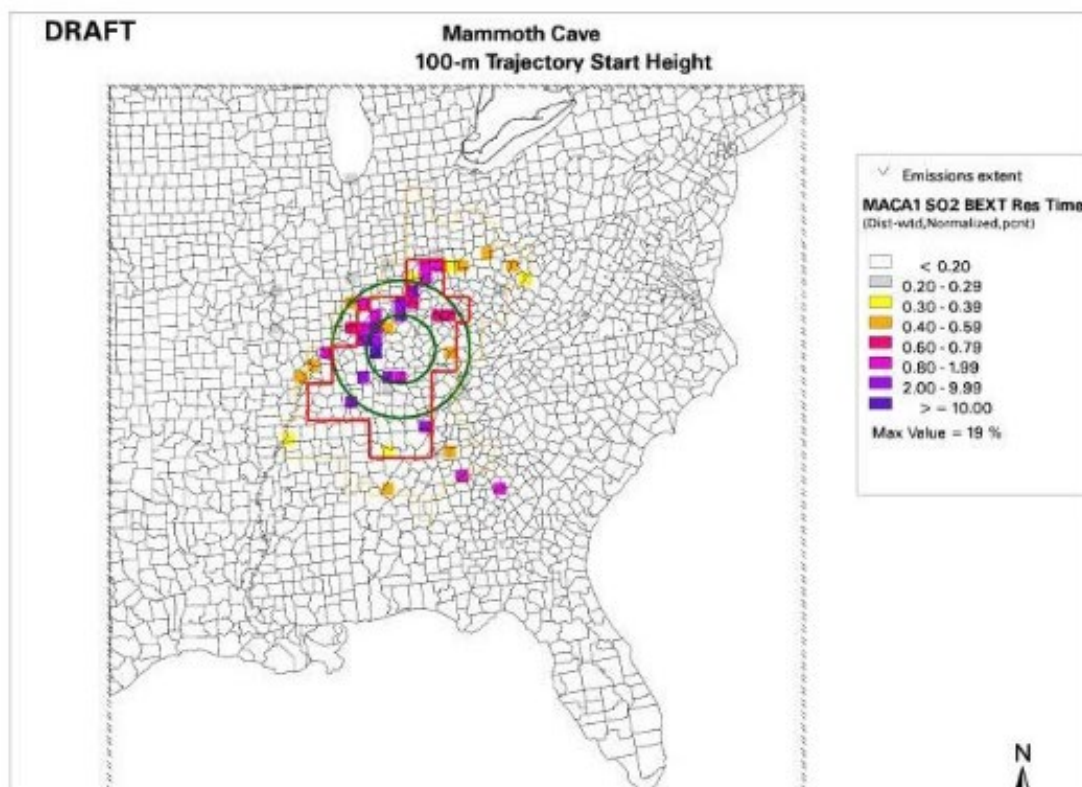 DRAFT
Mammoth Cave
100-m Trajectory Start Height
Emissions extent
MACA1 SO2 BEXT Res Time
(Dist-wtd,Normalized,pcnt)
< 0.20
0.20 - 0.29
0.30 - 0.39
0.40 - 0.59
0.60 - 0.79
0.80 - 1.99
2.00 - 9.99
> = 10.00
Max Value = 19 %
N